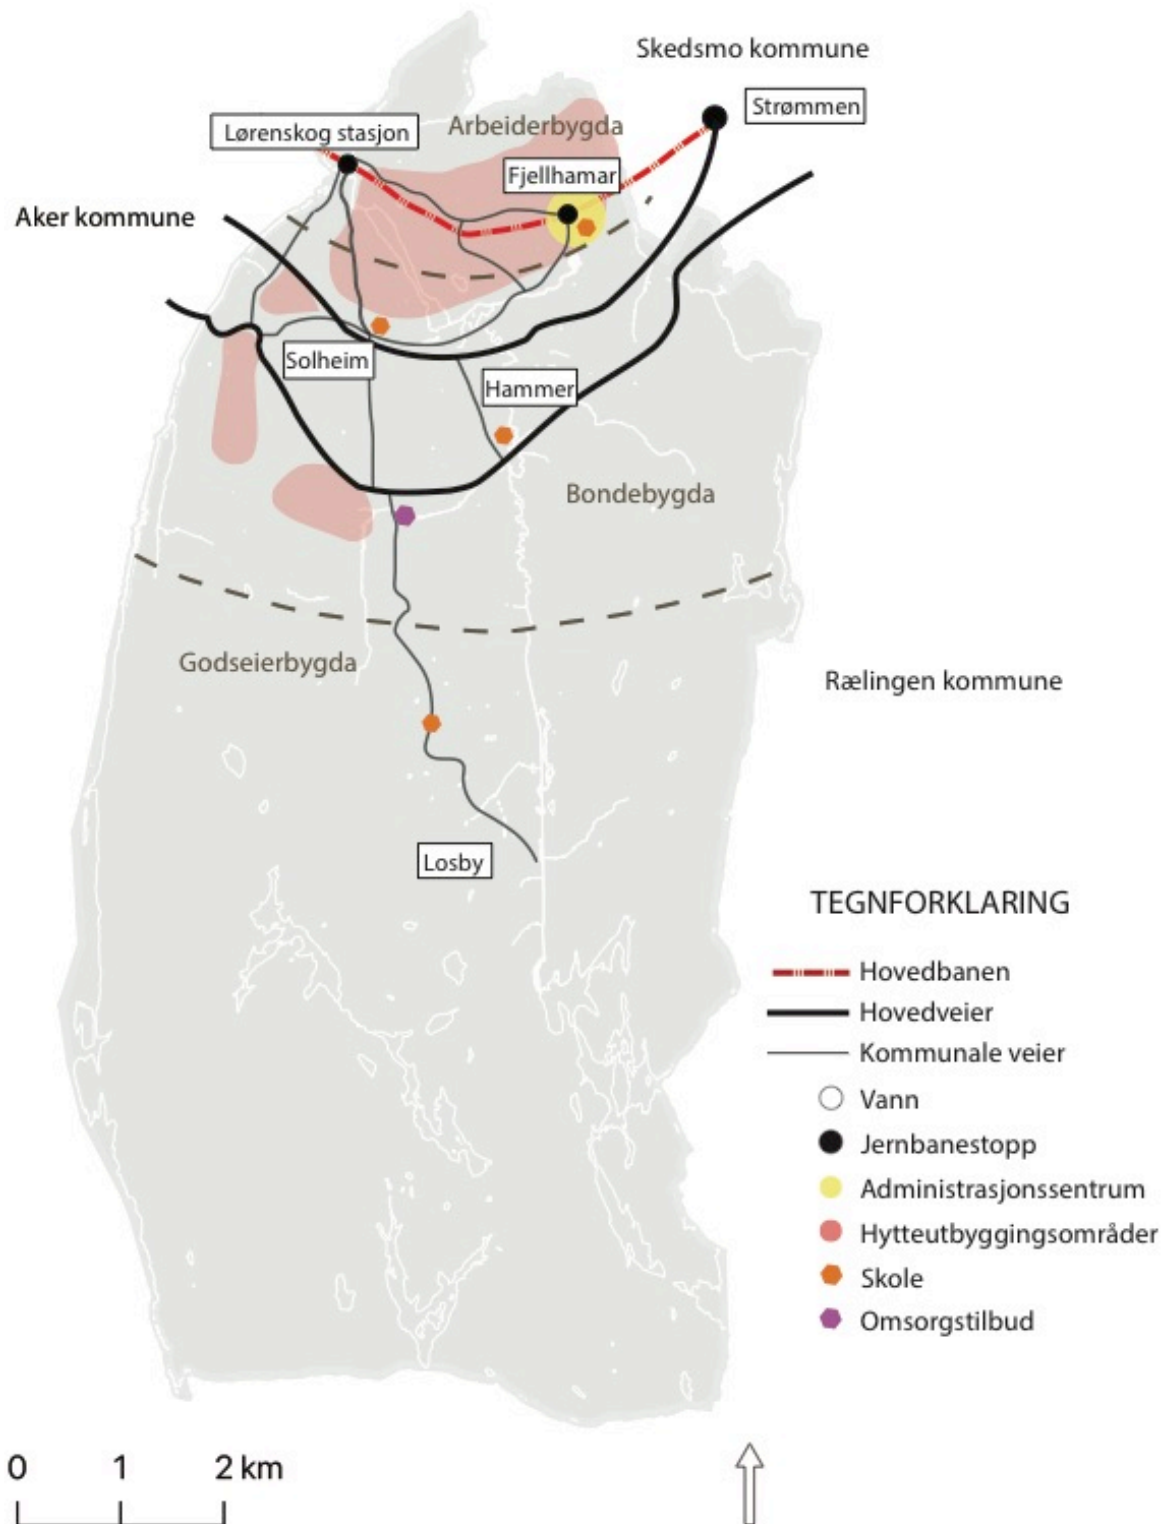 Skedsmo kommune
Strømmen
Arbeiderbygda
Lørenskog stasjon
Fjellhamar
Aker kommune
Solheim
Hammer
Bondebygda
Godseierbygda
Rælingen kommune
Losby
TEGNFORKLARING
Hovedbanen
Hovedveier
Kommunale veier
Vann
Jernbanestopp
Administrasjonssentrum
Hytteutbyggingsområder
Skole
Omsorgstilbud
0 1 2 km